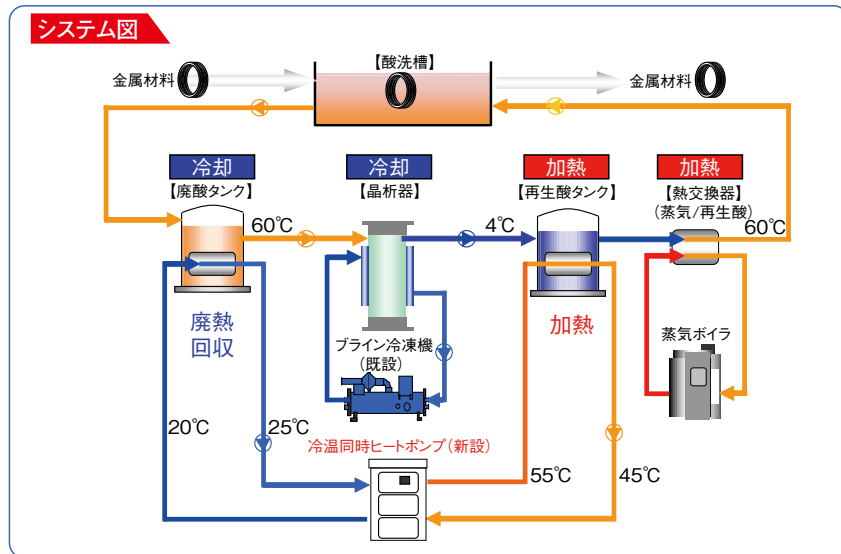 システム図
【酸洗槽】
金属材料
金属材料
冷却
冷却
加熱
加熱
【廃酸タンク】
【晶析器】
【再生酸タンク】
【熱交換器】
(蒸気/再生酸)
60℃
4℃
60℃
廃熱
回収
加熱
ブライン冷凍機
(既設)
蒸気ボイラ
20℃
25℃
冷温同時ヒートポンプ(新設)
55℃
45℃